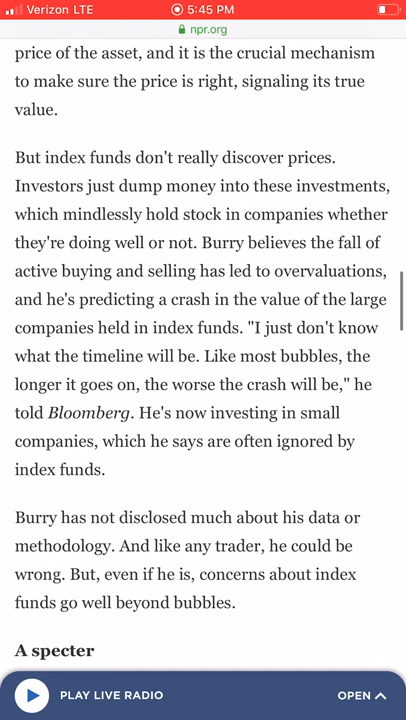 Verizon LTE 5:45 PM
npr.org
price of the asset, and it is the crucial mechanism
to make sure the price is right, signaling its true
value.
But index funds don't really discover prices.
Investors just dump money into these investments,
which mindlessly hold stock in companies whether
they're doing well or not. Burry believes the fall of
active buying and selling has led to overvaluations,
and he's predicting a crash in the value of the large
companies held in index funds. "I just don't know
what the timeline will be. Like most bubbles, the
longer it goes on, the worse the crash will be," he
told Bloomberg. He's now investing in small
companies, which he says are often ignored by
index funds.
Burry has not disclosed much about his data or
methodology. And like any trader, he could be
wrong. But, even if he is, concerns about index
funds go well beyond bubbles.
A specter
PLAY LIVE RADIO OPEN